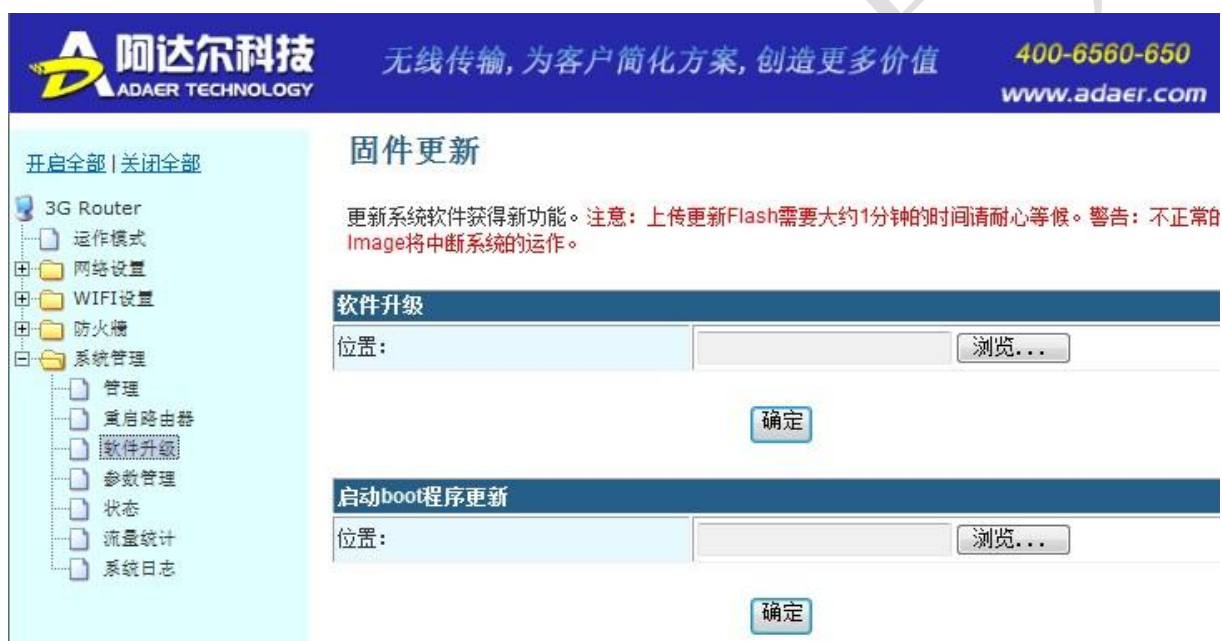 阿达尔科技
ADAER TECHNOLOGY
无线传输,为客户简化方案,创造更多价值
400-6560-650
www.adaer.com
开启全部 | 关闭全部
3G Router
运作模式
网络设置
WIFI设置
防火墙
系统管理
管理
重启路由器
软件升级
参数管理
状态
流量统计
系统日志
固件更新
更新系统软件获得新功能。注意：上传更新Flash需要大约1分钟的时间请耐心等候。警告：不正常的
Image将中断系统的运作。
软件升级
位置：
浏览...
确定
启动boot程序更新
位置：
浏览...
确定